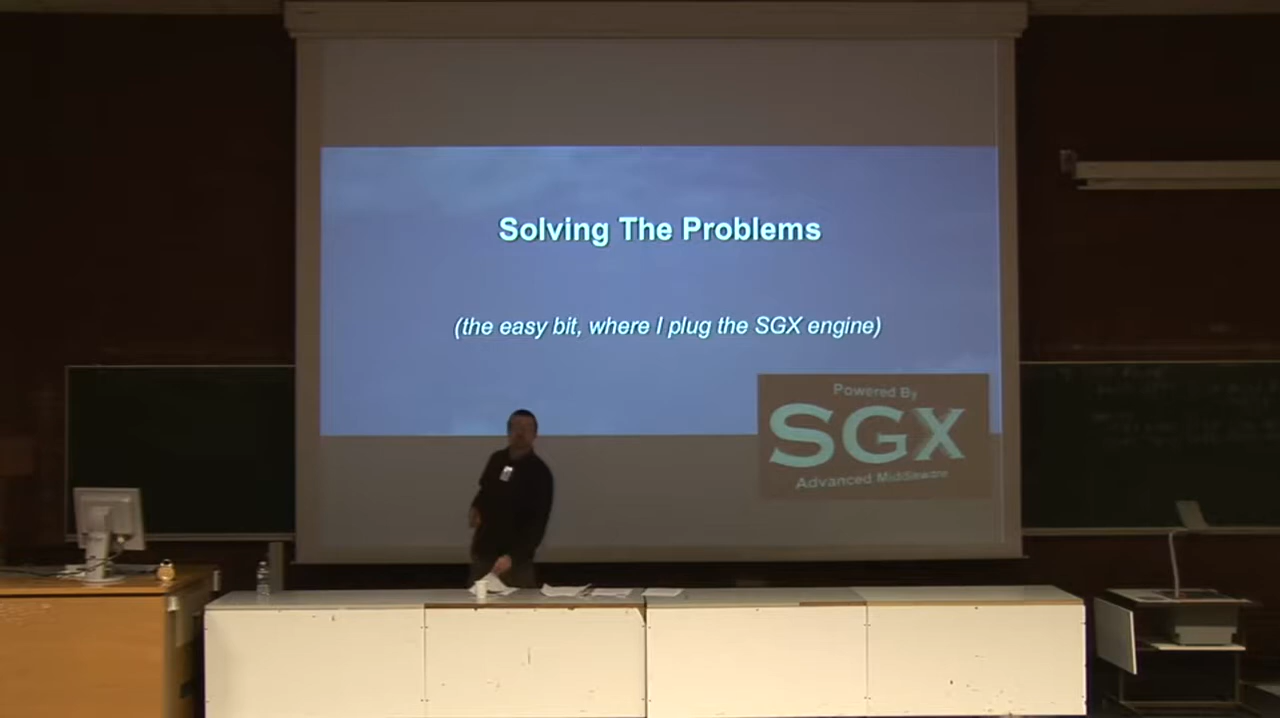 Solving The Problems
(the easy bit, where I plug the SGX engine)
Powered By
SGX
Advanced Middleware